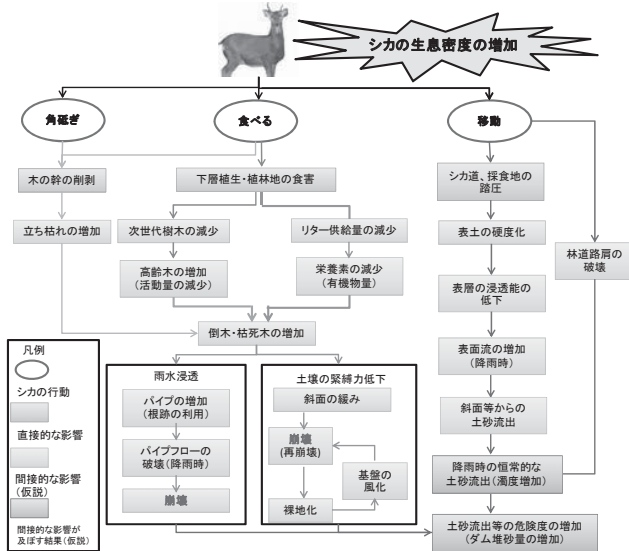 シカの生息密度の増加
角砥ぎ
食べる
移動
木の幹の削剥
下層植生・植林地の食害
シカ道、採食地の
踏圧
立ち枯れの増加
次世代樹木の減少
リター供給量の減少
表土の硬度化
林道路肩の
破壊
高齢木の増加
(活動量の減少)
栄養素の減少
(有機物量)
表層の浸透能の
低下
倒木・枯死木の増加
表面流の増加
(降雨時)
凡例
シカの行動
直接的な影響
間接的な影響
(仮説)
間接的な影響が
及ぼす結果(仮説)
雨水浸透
パイプの増加
(根跡の利用)
パイプフローの
破壊(降雨時)
崩壊
土壌の緊縛力低下
斜面の緩み
崩壊
(再崩壊)
基盤の
風化
裸地化
斜面等からの
土砂流出
降雨時の恒常的な
土砂流出(濁度増加)
土砂流出等の危険度の増加
(ダム堆砂量の増加)